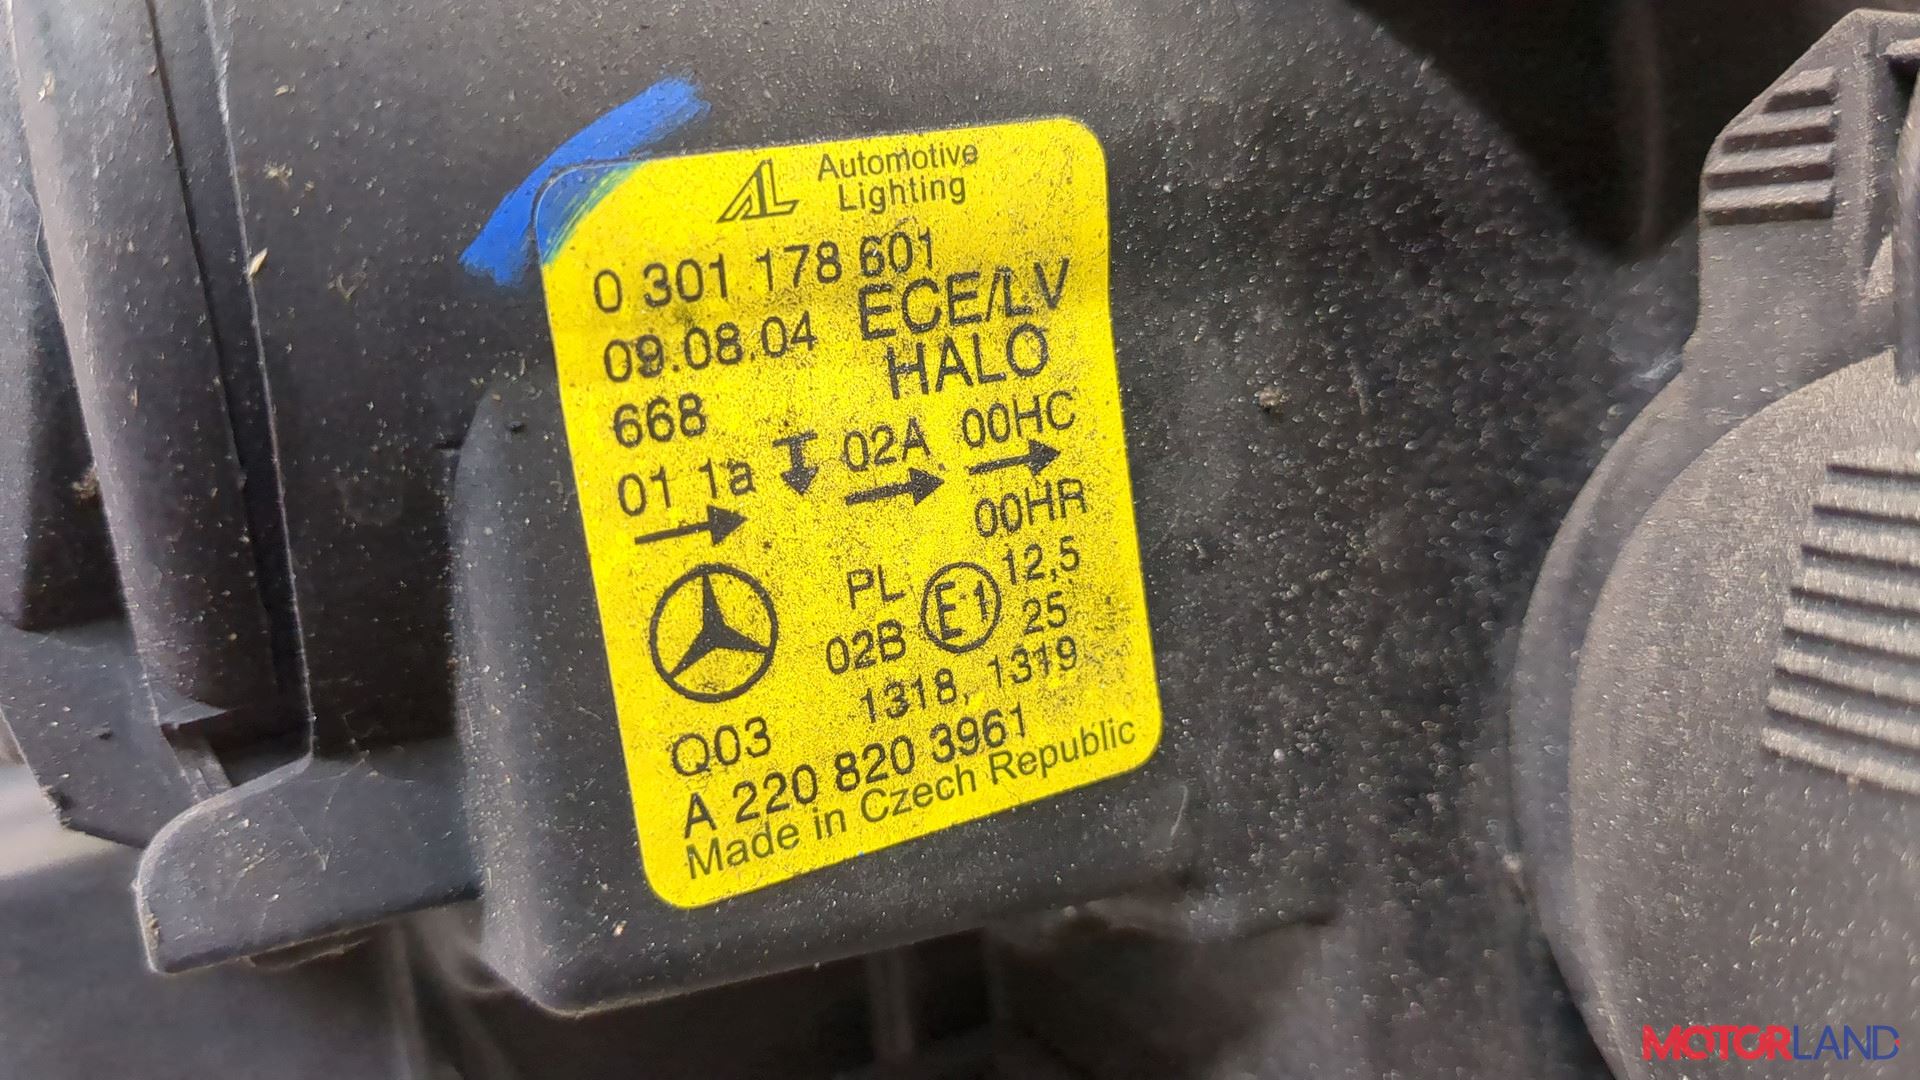 AL Automotive
Lighting
0 301 178 601
09.08.04 ECE/LV
668 HALO
01 1a 02A 00HC
00HR
PL E1 12,5
02B 25
1318, 1319
Q03
A 220 820 3961
Made in Czech Republic
MOTORLAND